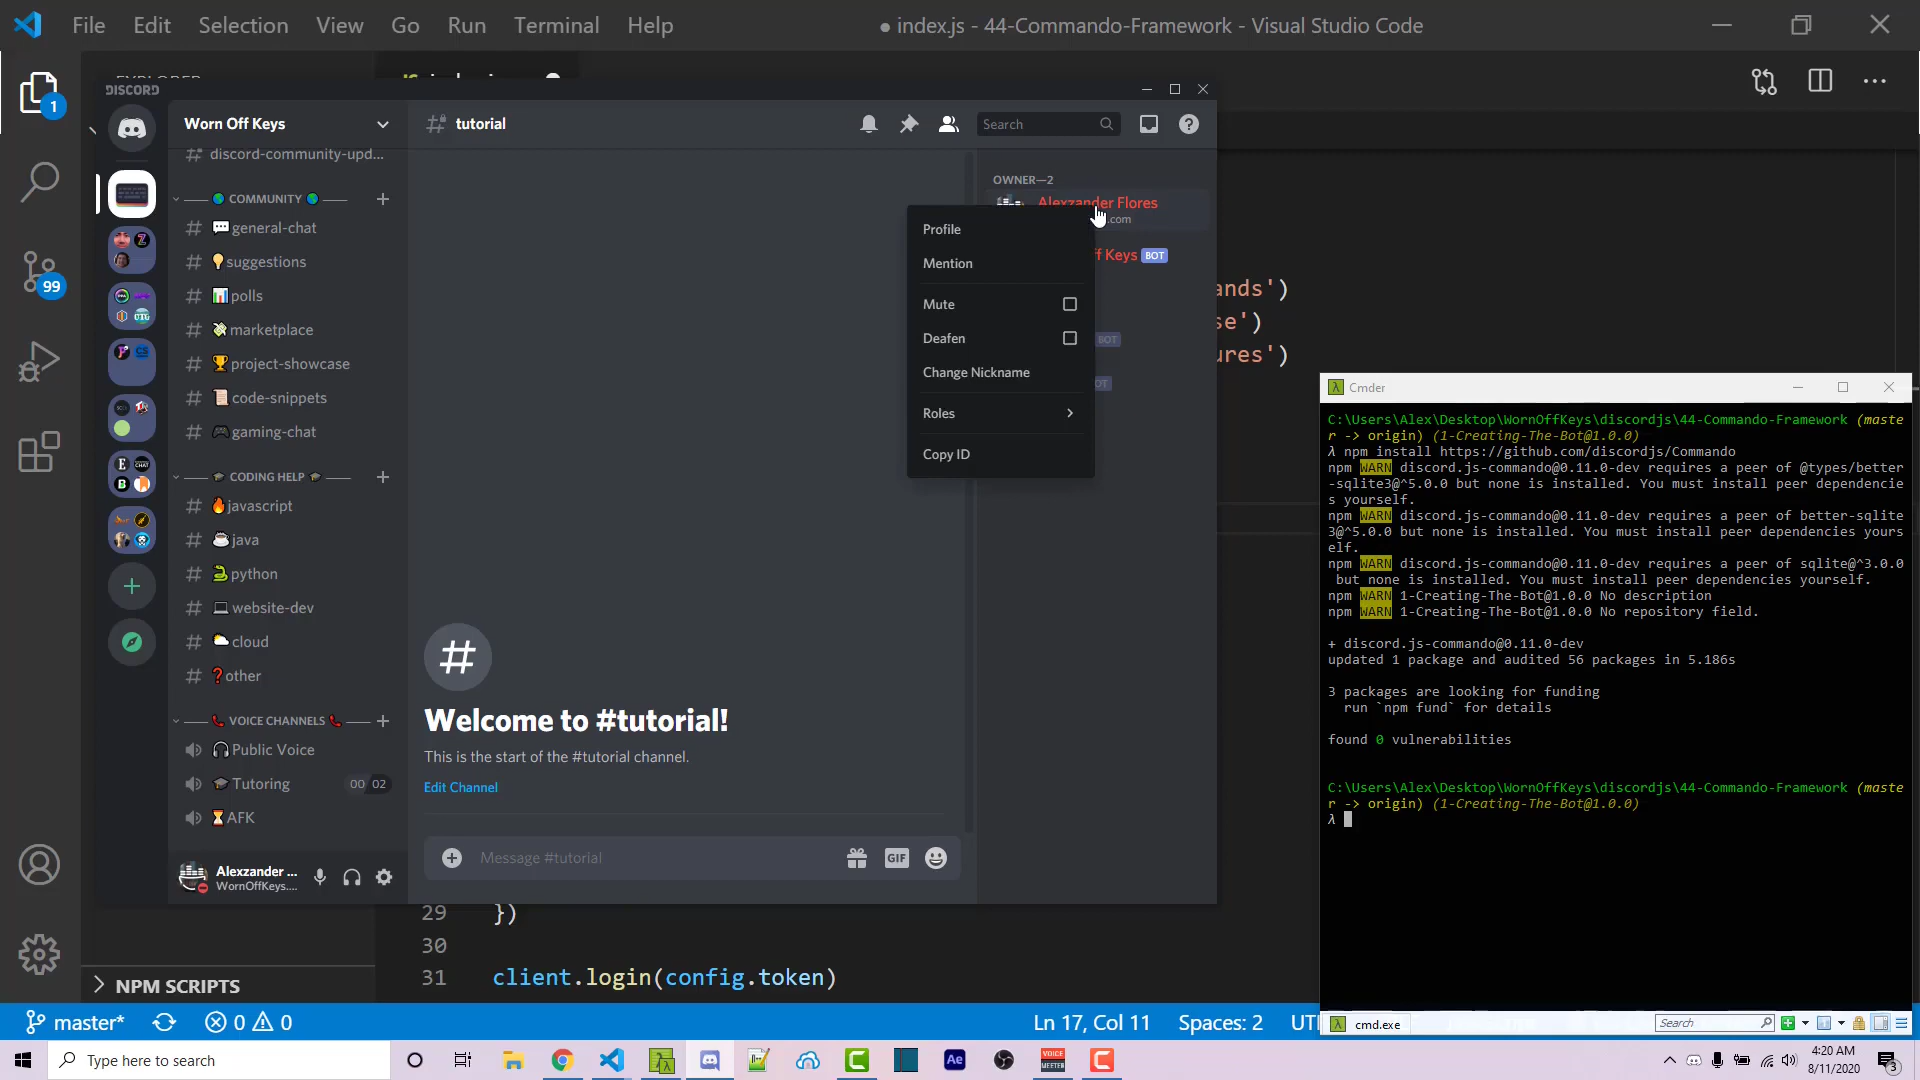 File Edit Selection View Go Run Terminal Help
● index.js - 44-Commando-Framework - Visual Studio Code
1
99
DISCORD
Worn Off Keys
# tutorial
Search
discord-community-upd...
COMMUNITY
general-chat
suggestions
polls
marketplace
project-showcase
code-snippets
gaming-chat
CODING HELP
javascript
java
python
website-dev
cloud
other
VOICE CHANNELS
Public Voice
Tutoring 00 02
AFK
Alexzander ...
WornOffKeys....
Welcome to #tutorial!
This is the start of the #tutorial channel.
Edit Channel
Message #tutorial
GIF
OWNER—2
Alexzander Flores
.com
Keys BOT
BOT
Profile
Mention
Mute
Deafen
Change Nickname
Roles
Copy ID
ands')
se')
ures')
29 })
30
31 client.login(config.token)
NPM SCRIPTS
Cmder
C:\Users\Alex\Desktop\WornOffKeys\discordjs\44-Commando-Framework (maste
r -> origin) (1-Creating-The-Bot@1.0.0)
λ npm install https://github.com/discordjs/Commando
npm WARN discord.js-commando@0.11.0-dev requires a peer of @types/better
-sqlite3@^5.0.0 but none is installed. You must install peer dependencie
s yourself.
npm WARN discord.js-commando@0.11.0-dev requires a peer of better-sqlite
3@^5.0.0 but none is installed. You must install peer dependencies yours
elf.
npm WARN discord.js-commando@0.11.0-dev requires a peer of sqlite@^3.0.0
but none is installed. You must install peer dependencies yourself.
npm WARN 1-Creating-The-Bot@1.0.0 No description
npm WARN 1-Creating-The-Bot@1.0.0 No repository field.
+ discord.js-commando@0.11.0-dev
updated 1 package and audited 56 packages in 5.186s
3 packages are looking for funding
run `npm fund` for details
found 0 vulnerabilities
C:\Users\Alex\Desktop\WornOffKeys\discordjs\44-Commando-Framework (maste
r -> origin) (1-Creating-The-Bot@1.0.0)
λ
cmd.exe
Search
master* 0 0
Ln 17, Col 11 Spaces: 2
Type here to search
Ae
VOICE MEETER
4:20 AM
8/11/2020
3